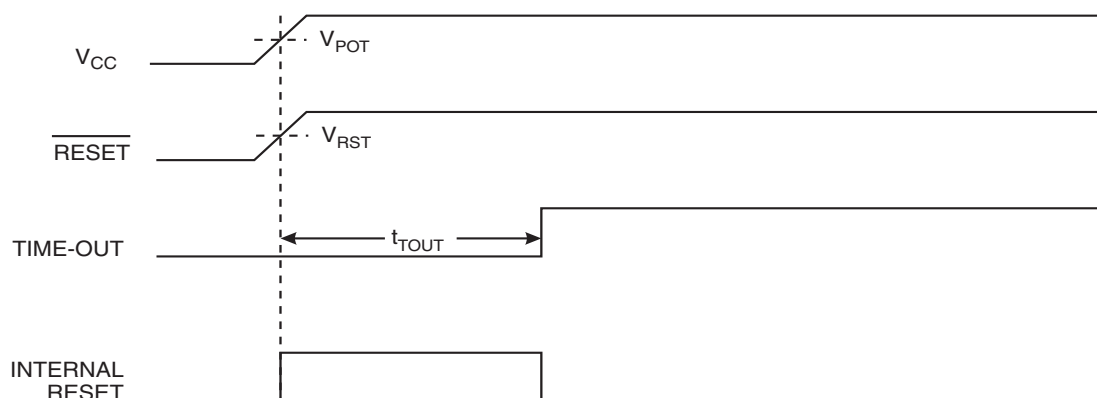 VCC
VPOT
RESET
VRST
TIME-OUT
tTOUT
INTERNAL
RESET